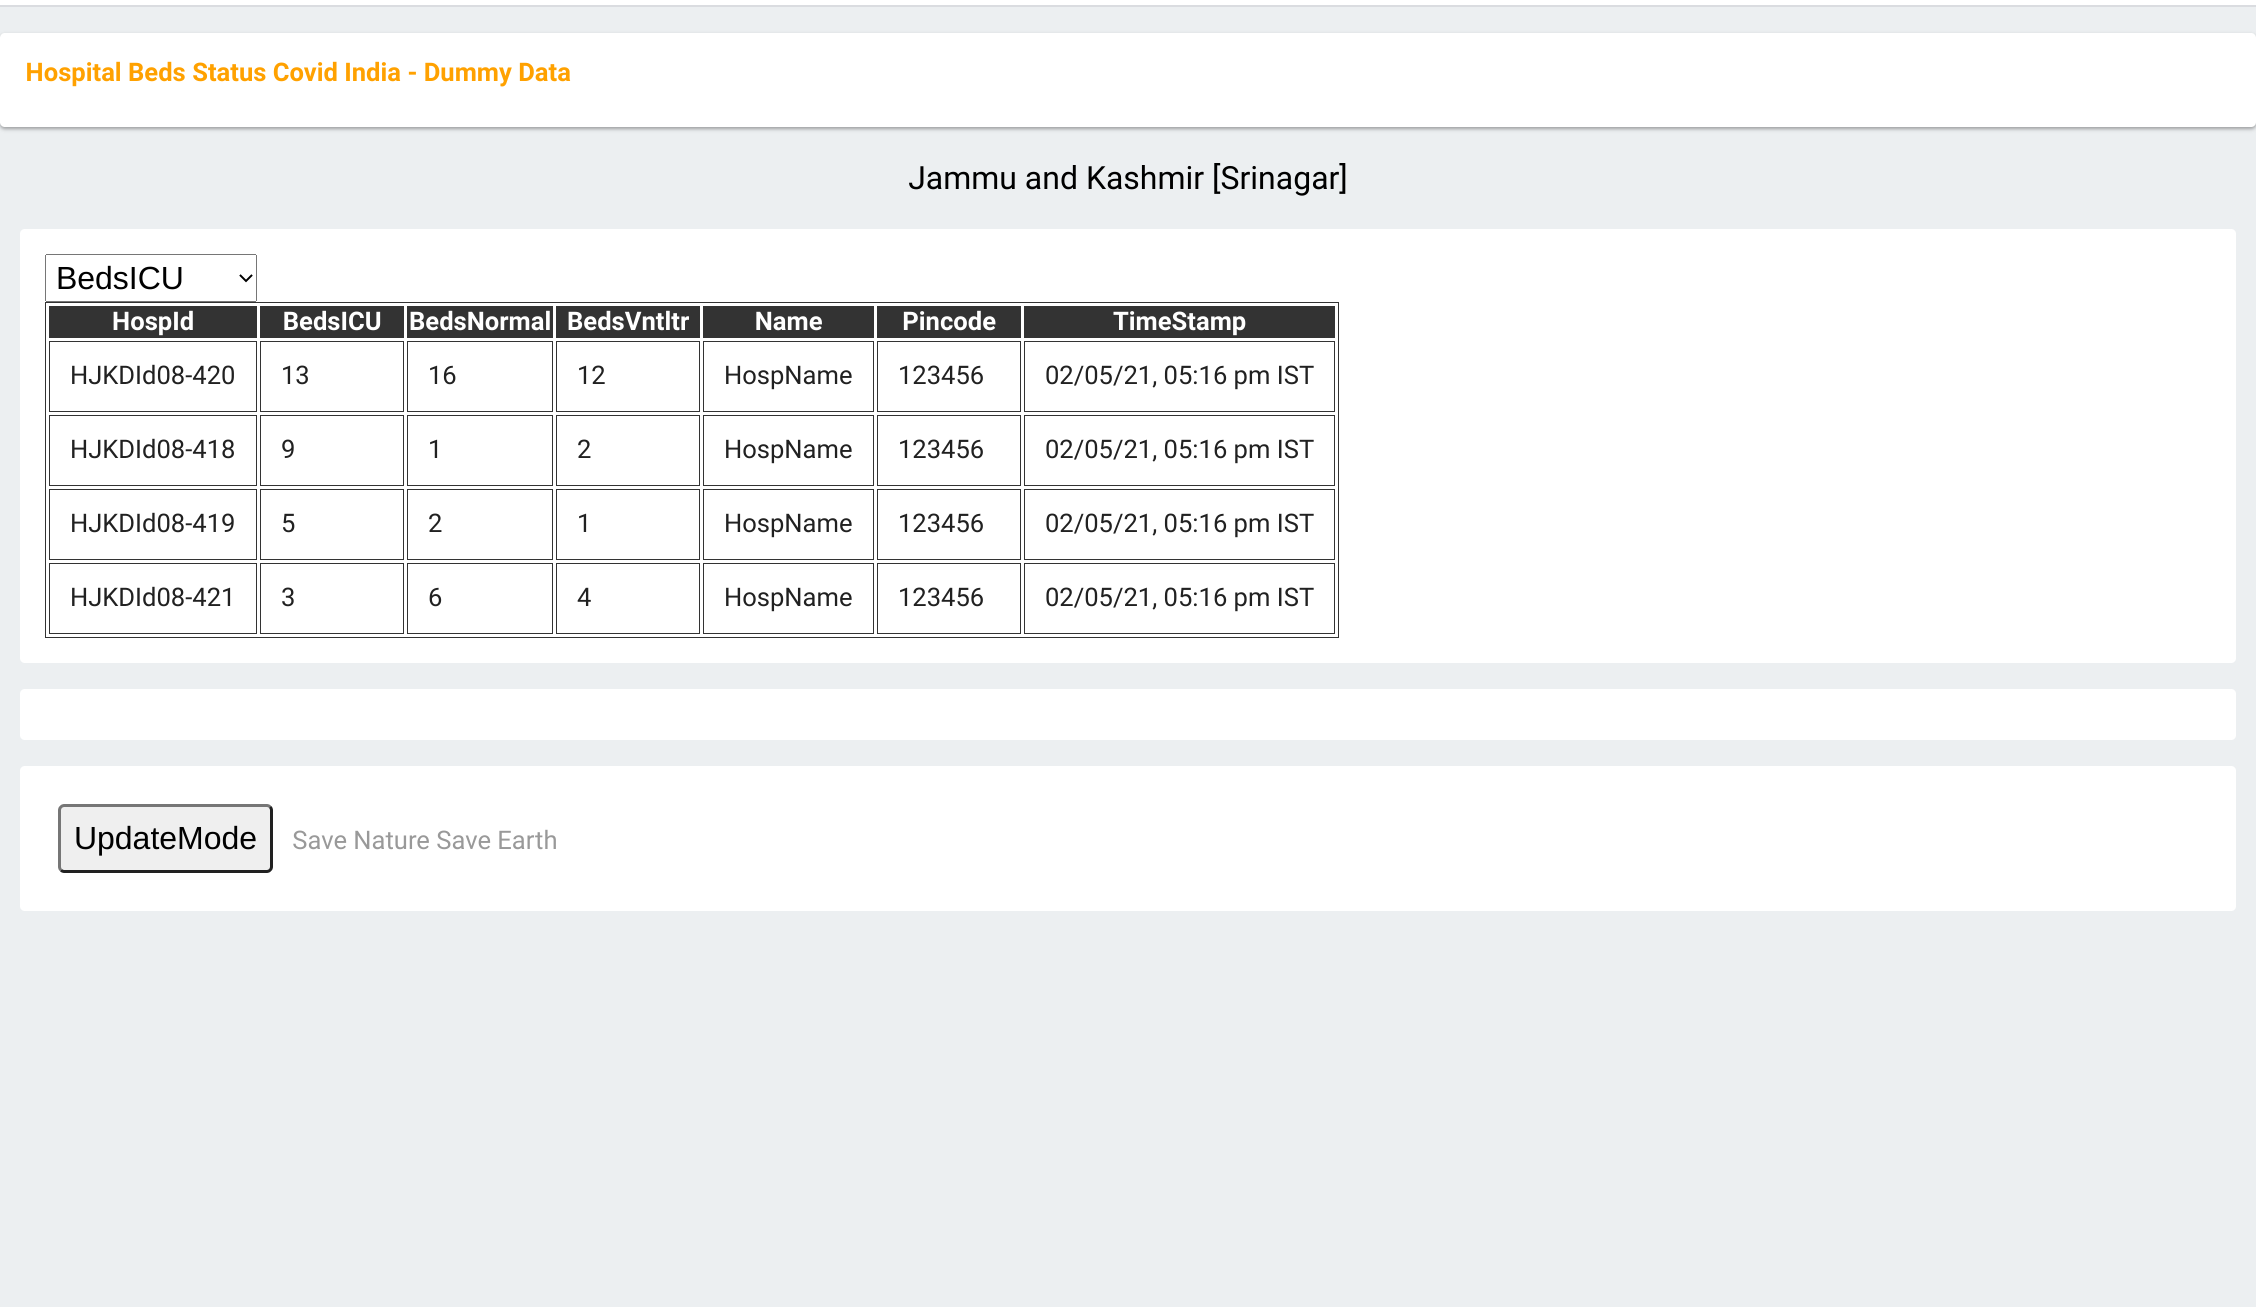 Hospital Beds Status Covid India - Dummy Data
Jammu and Kashmir [Srinagar]
BedsICU
HospId BedsICU BedsNormal BedsVntltr Name Pincode TimeStamp
HJKDId08-420 13 16 12 HospName 123456 02/05/21, 05:16 pm IST
HJKDId08-418 9 1 2 HospName 123456 02/05/21, 05:16 pm IST
HJKDId08-419 5 2 1 HospName 123456 02/05/21, 05:16 pm IST
HJKDId08-421 3 6 4 HospName 123456 02/05/21, 05:16 pm IST
UpdateMode Save Nature Save Earth